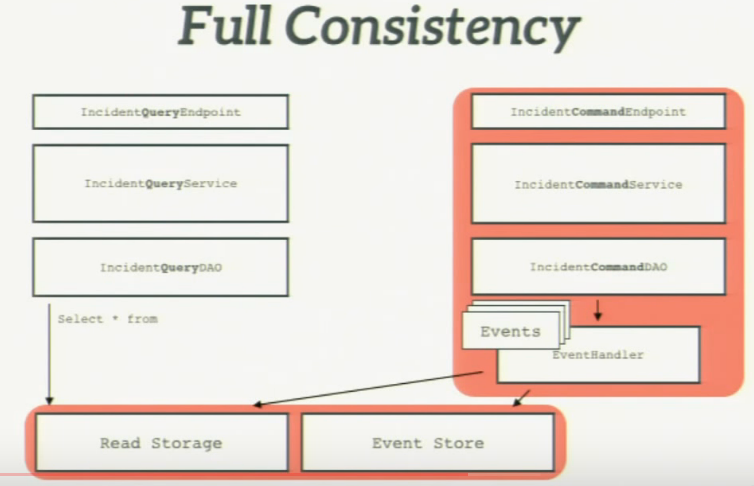 Full Consistency
IncidentQueryEndpoint
IncidentQueryService
IncidentQueryDAO
Select * from
IncidentCommandEndpoint
IncidentCommandService
IncidentCommandDAO
Events
EventHandler
Read Storage
Event Store